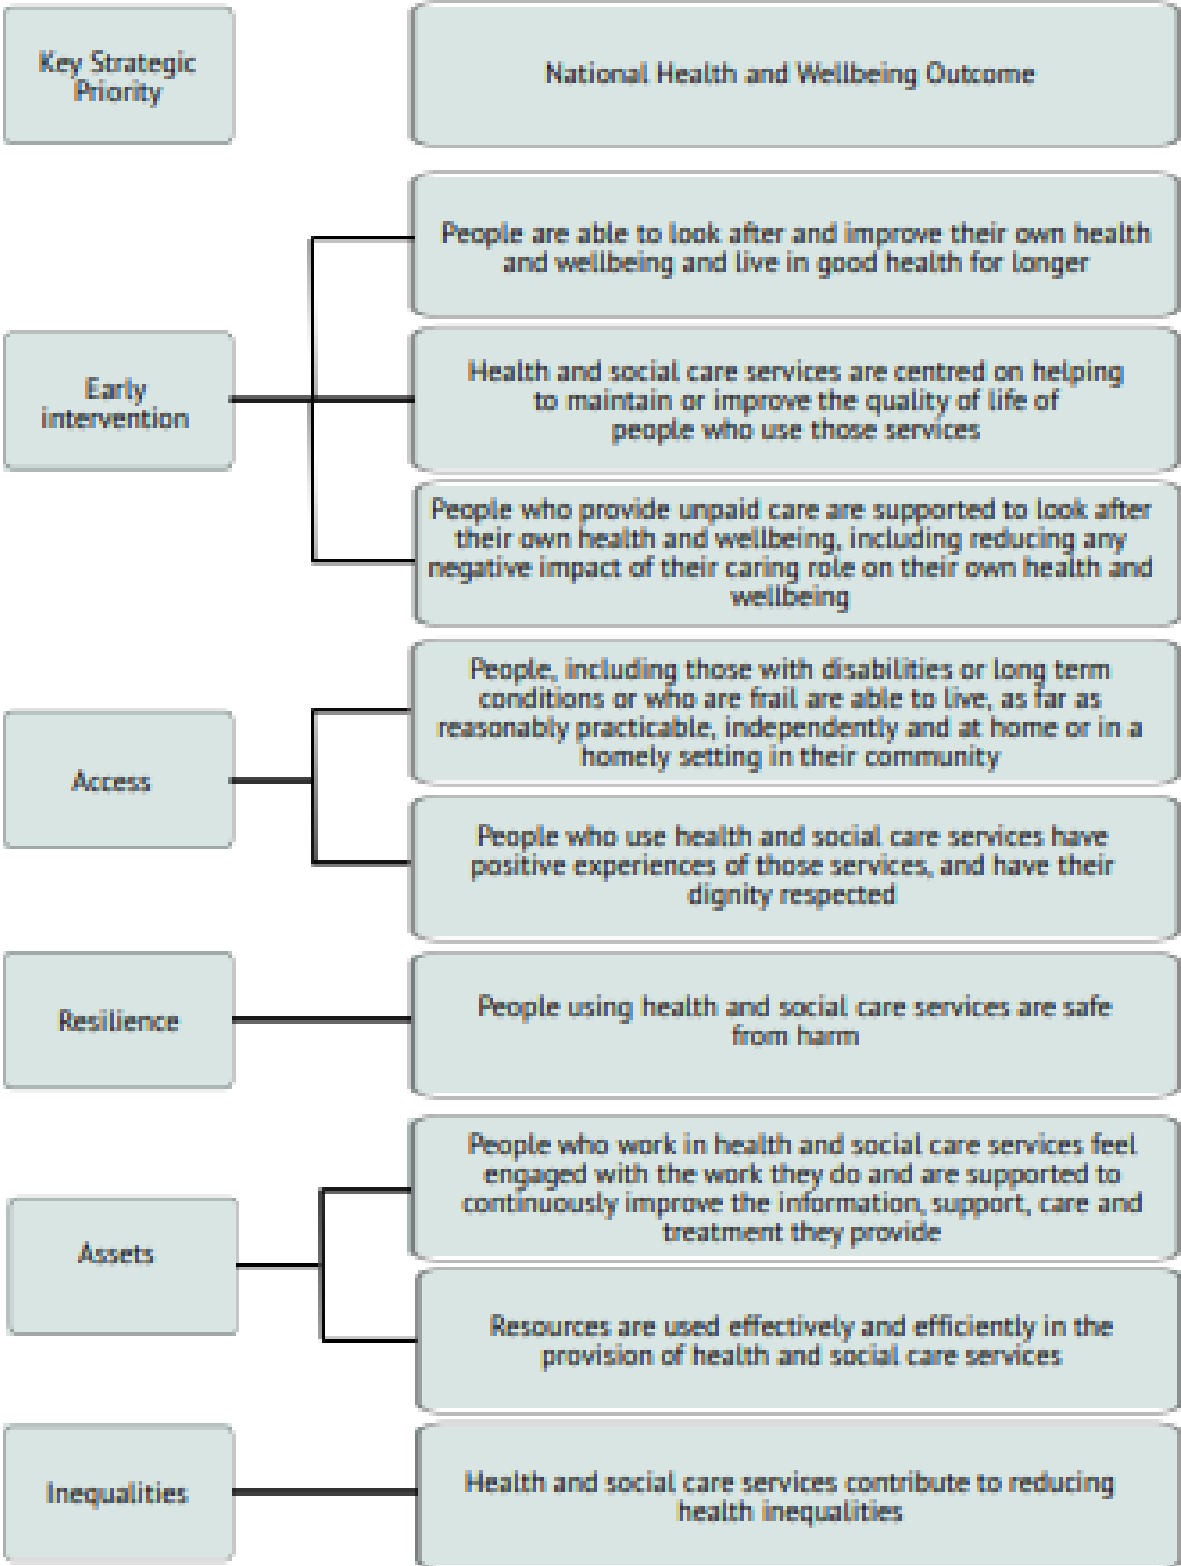 Key Strategic
Priority
National Health and Wellbeing Outcome
Early
intervention
People are able to look after and improve their own health
and wellbeing and live in good health for longer
Health and social care services are centred on helping
to maintain or improve the quality of life of
people who use those services
People who provide unpaid care are supported to look after
their own health and wellbeing, including reducing any
negative impact of their caring role on their own health and
wellbeing
Access
People, including those with disabilities or long term
conditions or who are frail are able to live, as far as
reasonably practicable, independently and at home or in a
homely setting in their community
People who use health and social care services have
positive experiences of those services, and have their
dignity respected
Resilience
People using health and social care services are safe
from harm
Assets
People who work in health and social care services feel
engaged with the work they do and are supported to
continuously improve the information, support, care and
treatment they provide
Resources are used effectively and efficiently in the
provision of health and social care services
Inequalities
Health and social care services contribute to reducing
health inequalities